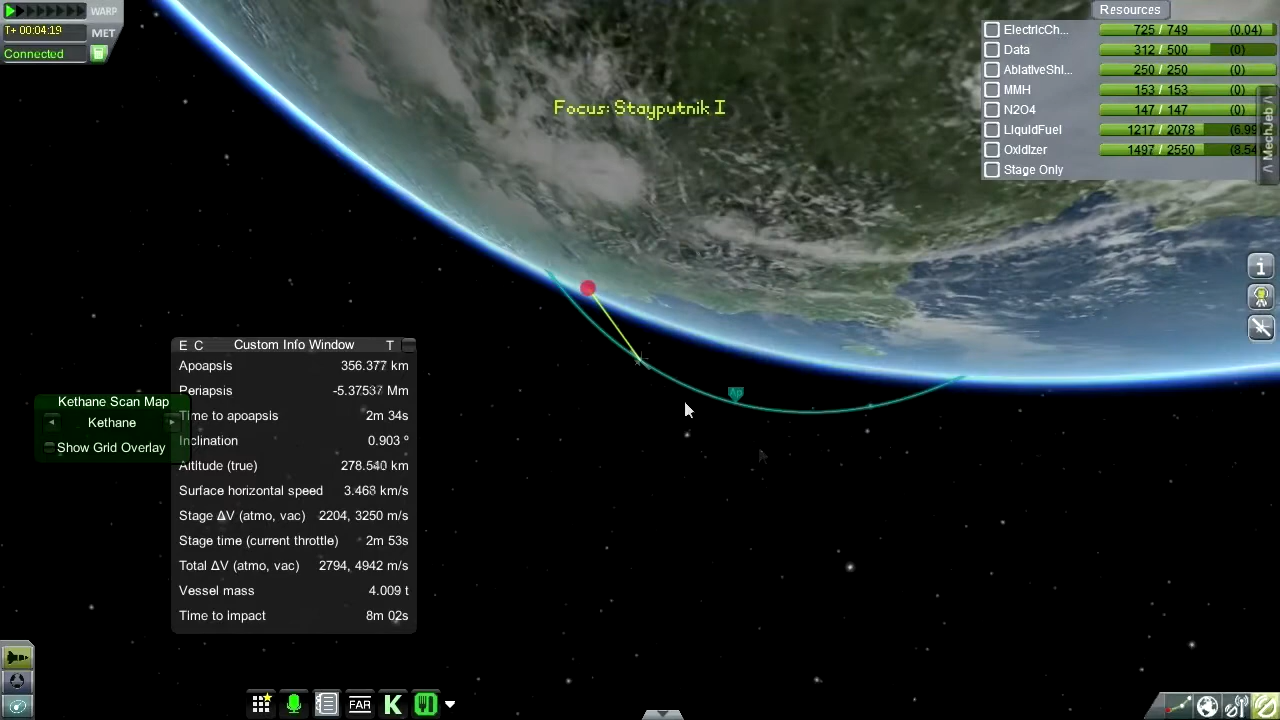 WARP
T+ 00:04:19
MET
Connected
Focus: Stayputnik I
Resources
ElectricCh... 725 / 749 (0.04)
Data 312 / 500 (0)
AblativeShi... 250 / 250 (0)
MMH 153 / 153 (0)
N2O4 147 / 147 (0)
LiquidFuel 1217 / 2078 (6.99
Oxidizer 1497 / 2550 (8.54
Stage Only
< MechJeb <
Ap
E C Custom Info Window T
Apoapsis 356.377 km
Periapsis -5.37537 Mm
Time to apoapsis 2m 34s
Inclination 0.903 º
Altitude (true) 278.540 km
Surface horizontal speed 3.468 km/s
Stage ΔV (atmo, vac) 2204, 3250 m/s
Stage time (current throttle) 2m 53s
Total ΔV (atmo, vac) 2794, 4942 m/s
Vessel mass 4.009 t
Time to impact 8m 02s
Kethane Scan Map
Kethane
Show Grid Overlay
FAR
K